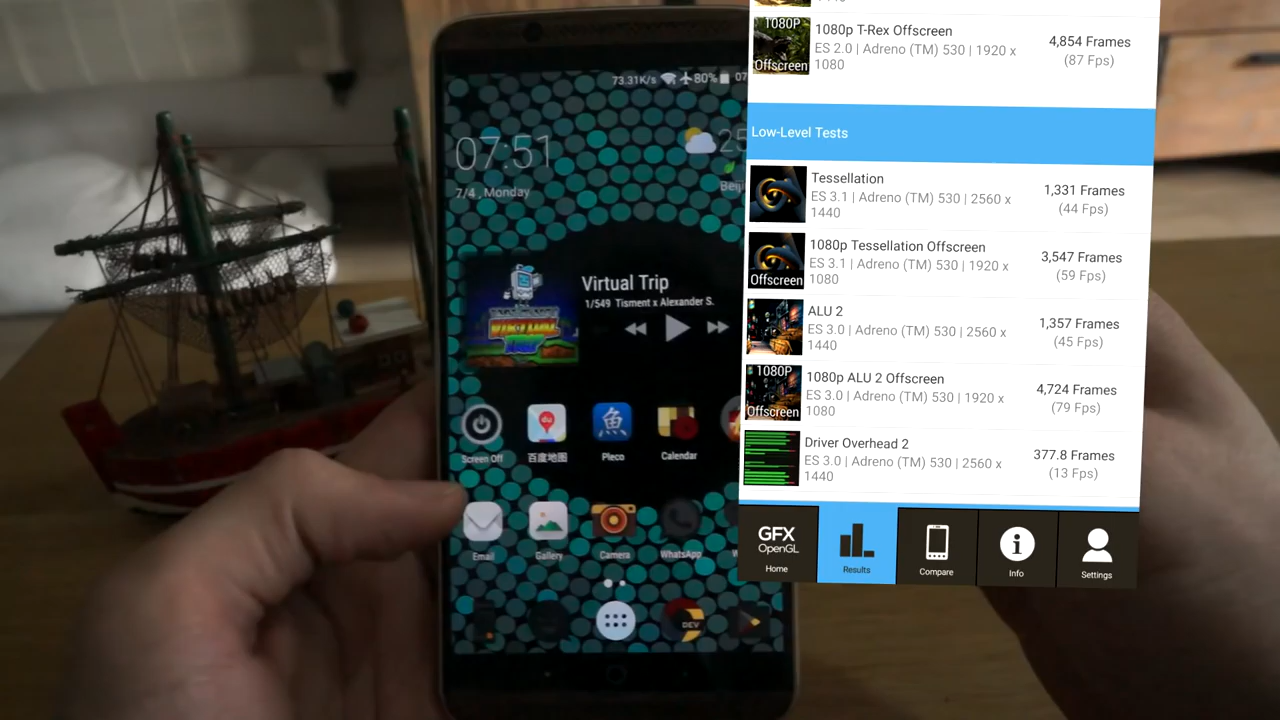 73.31K/s 80% 07
07:51
7/4, Monday
25
Beiji
Virtual Trip
1/549 Tisment x Alexander S.
Screen Off
百度地图
Pleco
Calendar
Email
Gallery
Camera
WhatsApp
W
DEV
1080P
Offscreen
1080p T-Rex Offscreen
ES 2.0 | Adreno (TM) 530 | 1920 x
1080
4,854 Frames
(87 Fps)
Low-Level Tests
Tessellation
ES 3.1 | Adreno (TM) 530 | 2560 x
1440
1,331 Frames
(44 Fps)
Offscreen
1080p Tessellation Offscreen
ES 3.1 | Adreno (TM) 530 | 1920 x
1080
3,547 Frames
(59 Fps)
ALU 2
ES 3.0 | Adreno (TM) 530 | 2560 x
1440
1,357 Frames
(45 Fps)
1080P
Offscreen
1080p ALU 2 Offscreen
ES 3.0 | Adreno (TM) 530 | 1920 x
1080
4,724 Frames
(79 Fps)
Driver Overhead 2
ES 3.0 | Adreno (TM) 530 | 2560 x
1440
377.8 Frames
(13 Fps)
GFX
OpenGL
Home
Results
Compare
Info
Settings